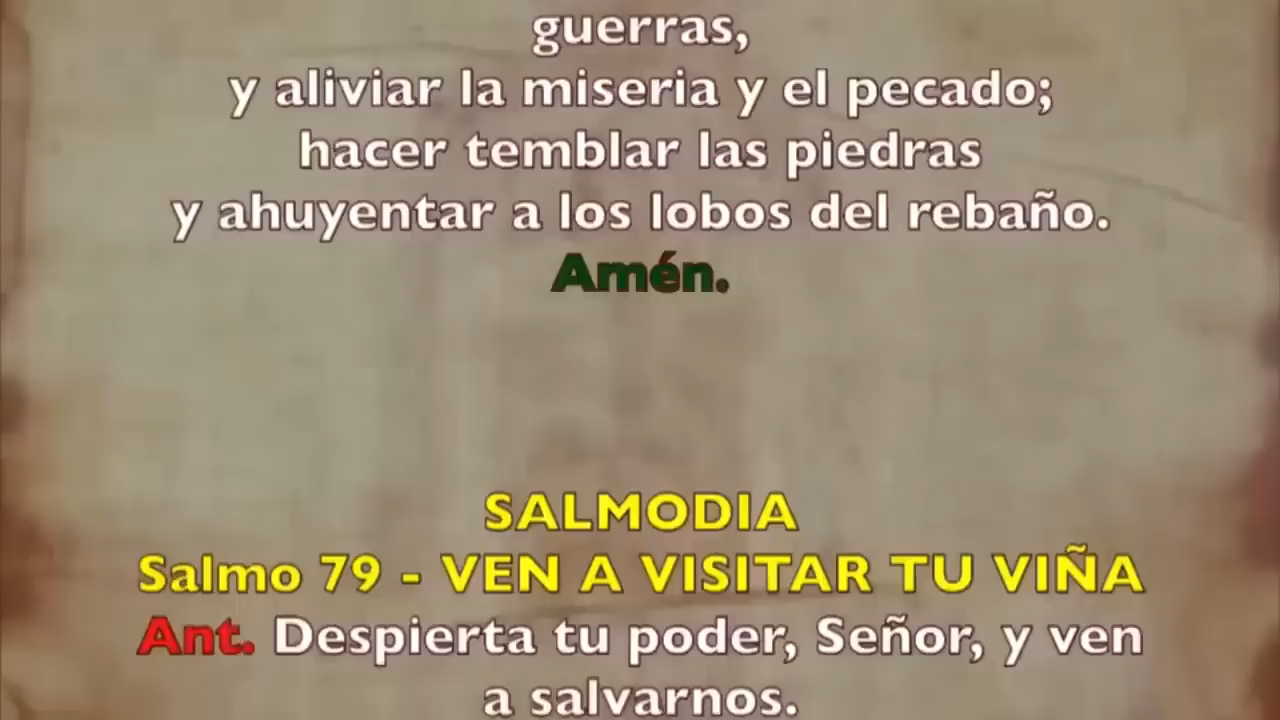 guerras,
y aliviar la miseria y el pecado;
hacer temblar las piedras
y ahuyentar a los lobos del rebaño.
Amén.
SALMODIA
Salmo 79 - VEN A VISITAR TU VIÑA
Ant. Despierta tu poder, Señor, y ven
a salvarnos.